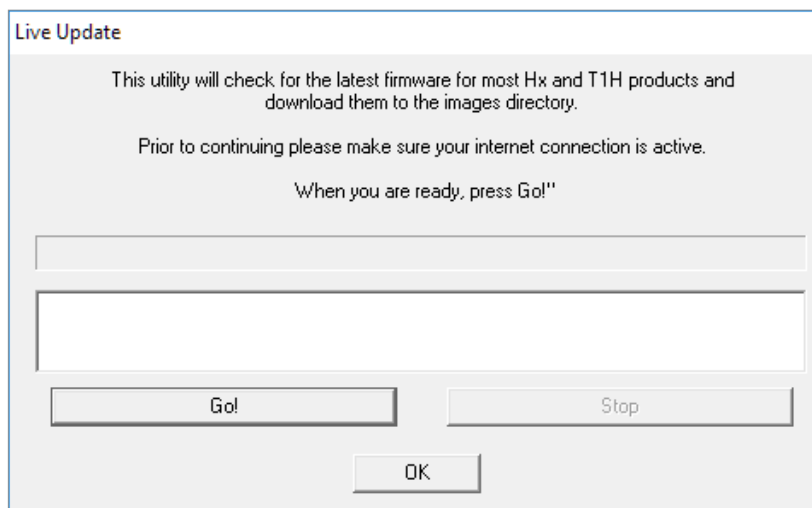 Live Update
This utility will check for the latest firmware for most Hx and T1H products and
download them to the images directory.
Prior to continuing please make sure your internet connection is active.
When you are ready, press Go!"
Go!
Stop
OK